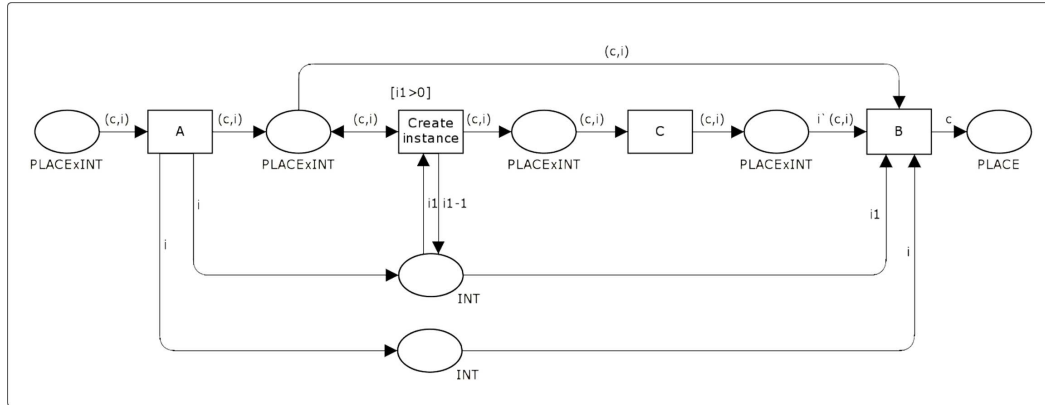 (c,i)
[i1>0]
(c,i)
A
(c,i)
(c,i)
Create
instance
(c,i)
(c,i)
C
(c,i)
i`(c,i)
B
c
PLACExINT
PLACExINT
PLACExINT
PLACExINT
PLACE
i
i1
i1-1
i1
i
i
INT
INT